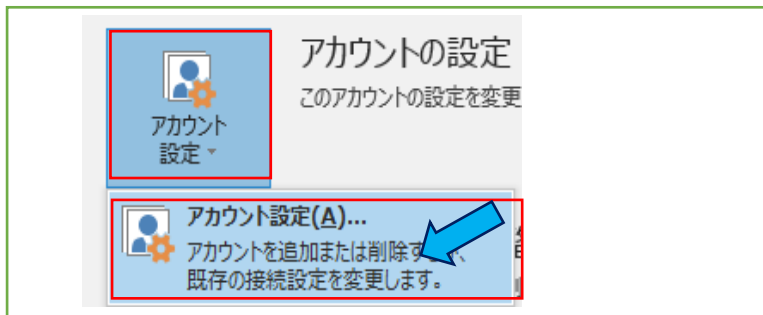 アカウントの設定
このアカウントの設定を変更
アカウント
設定
アカウント設定(A)...
アカウントを追加または削除す
既存の接続設定を変更します。